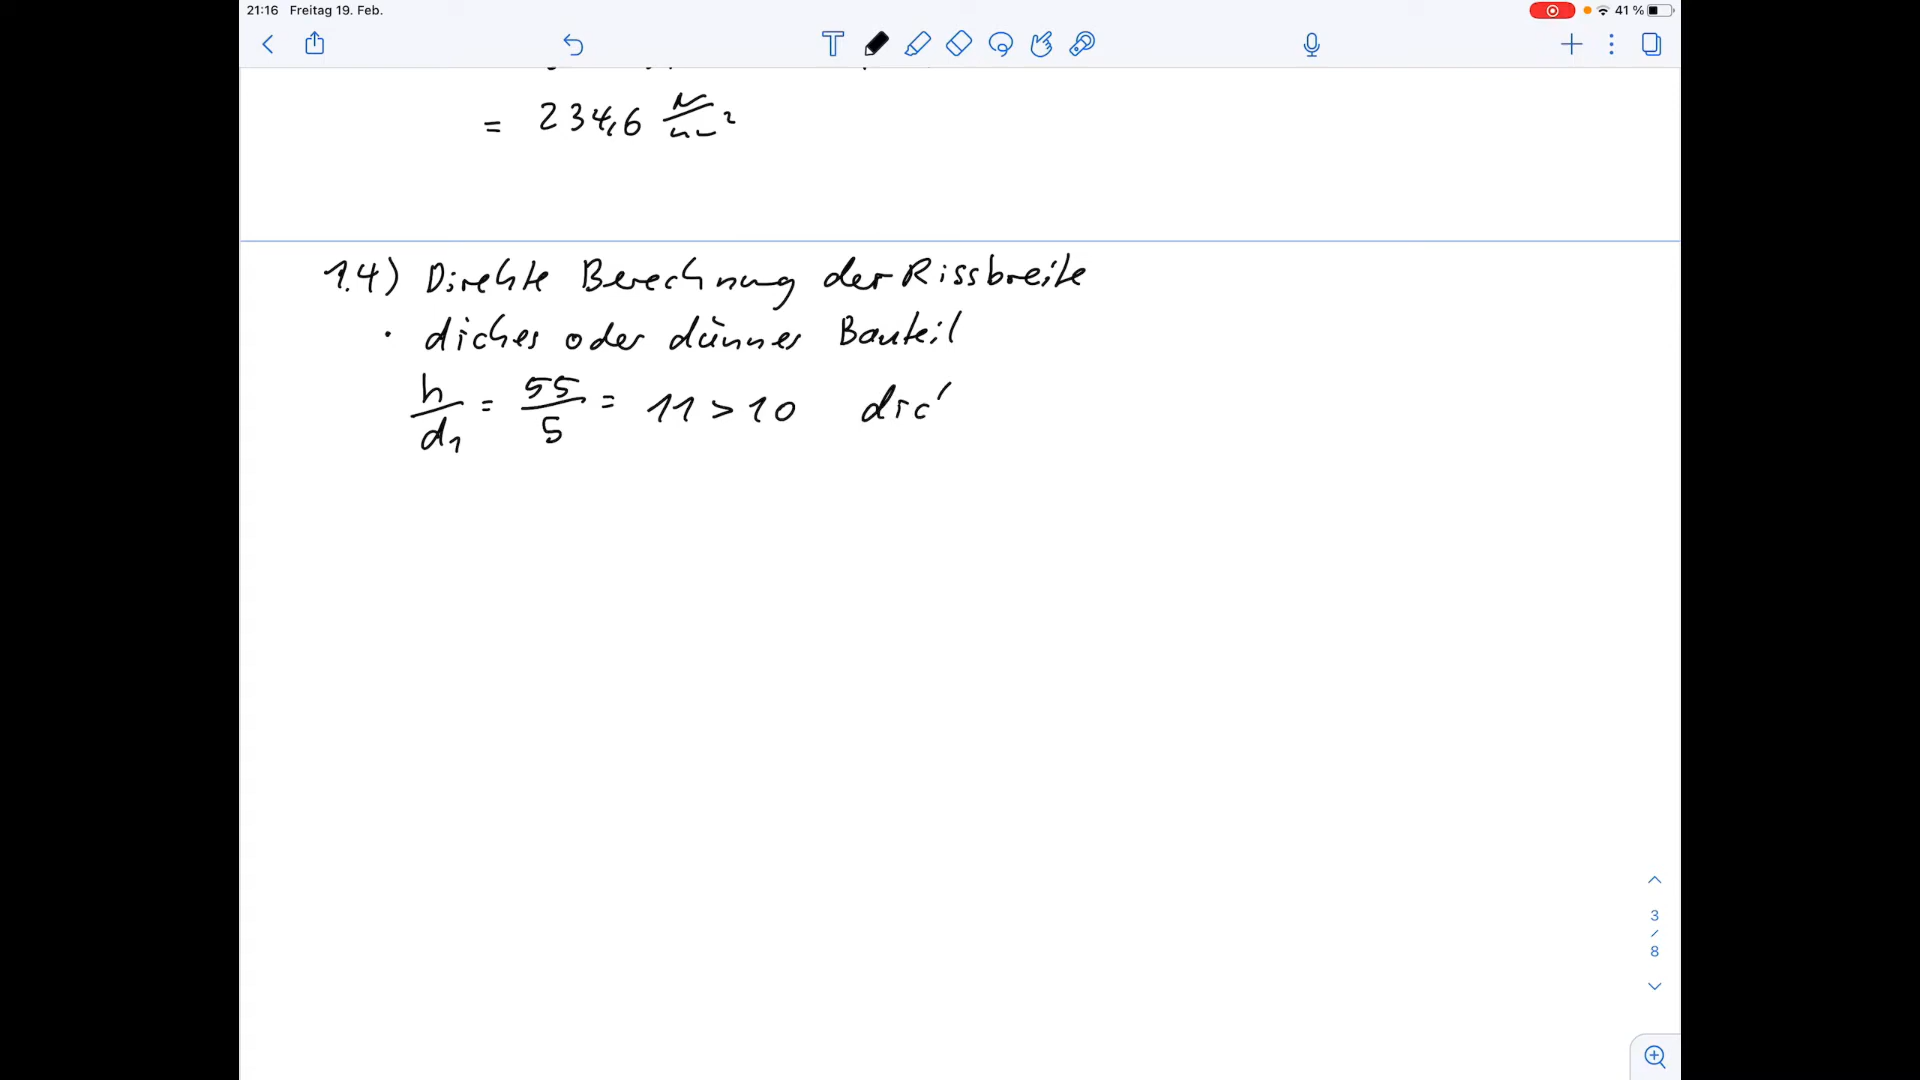 21:16 Freitag 19. Feb. 41 %
T
= 234,6 N/mm²
1.4) Direkte Berechnung der Rissbreite
· dickes oder dünnes Bauteil
h/d₁ = 55/5 = 11 > 10 dic
3
/
8